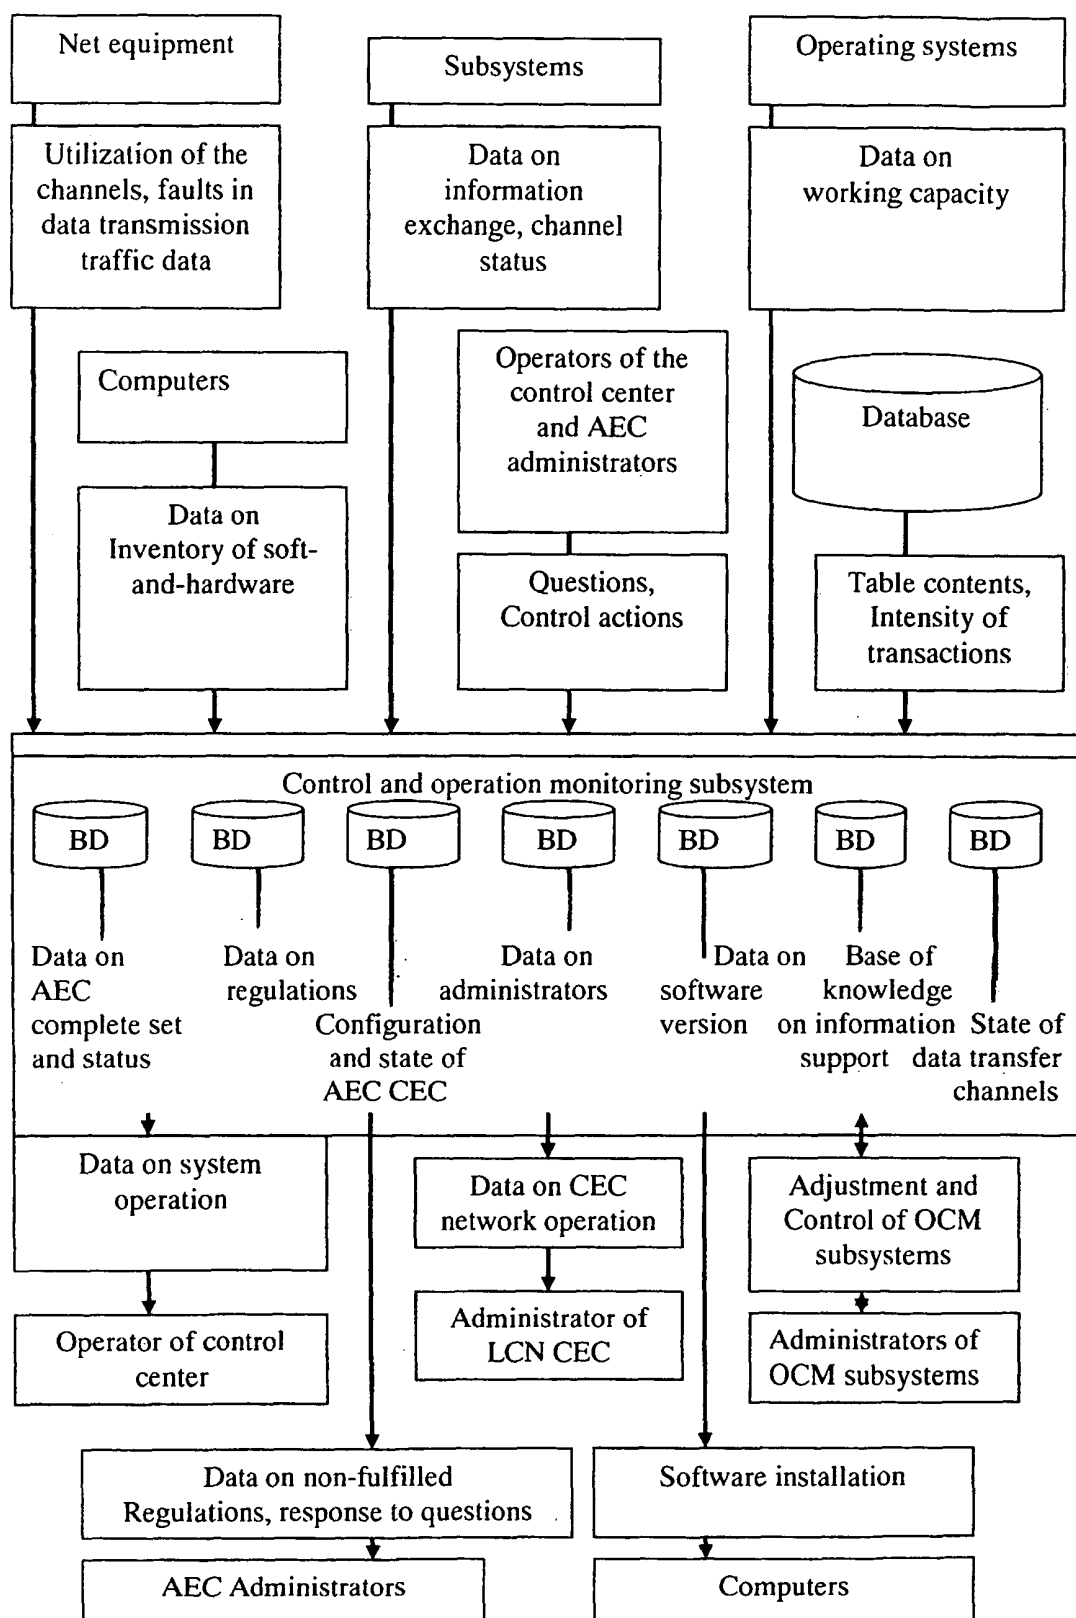 Net equipment
Subsystems
Operating systems
Utilization of the
channels, faults in
data transmission
traffic data
Data on
information
exchange, channel
status
Data on
working capacity
Computers
Operators of the
control center
and AEC
administrators
Database
Data on
Inventory of soft-
and-hardware
Questions,
Control actions
Table contents,
Intensity of
transactions
Control and operation monitoring subsystem
BD
BD
BD
BD
BD
BD
BD
Data on
AEC
complete set
and status
Data on
regulations
Configuration
and state of
AEC CEC
Data on
administrators
Data on
software
version
Base of
knowledge
on information
support
State of
data transfer
channels
Data on system
operation
Data on CEC
network operation
Adjustment and
Control of OCM
subsystems
Operator of control
center
Administrator of
LCN CEC
Administrators of
OCM subsystems
Data on non-fulfilled
Regulations, response to questions
Software installation
AEC Administrators
Computers